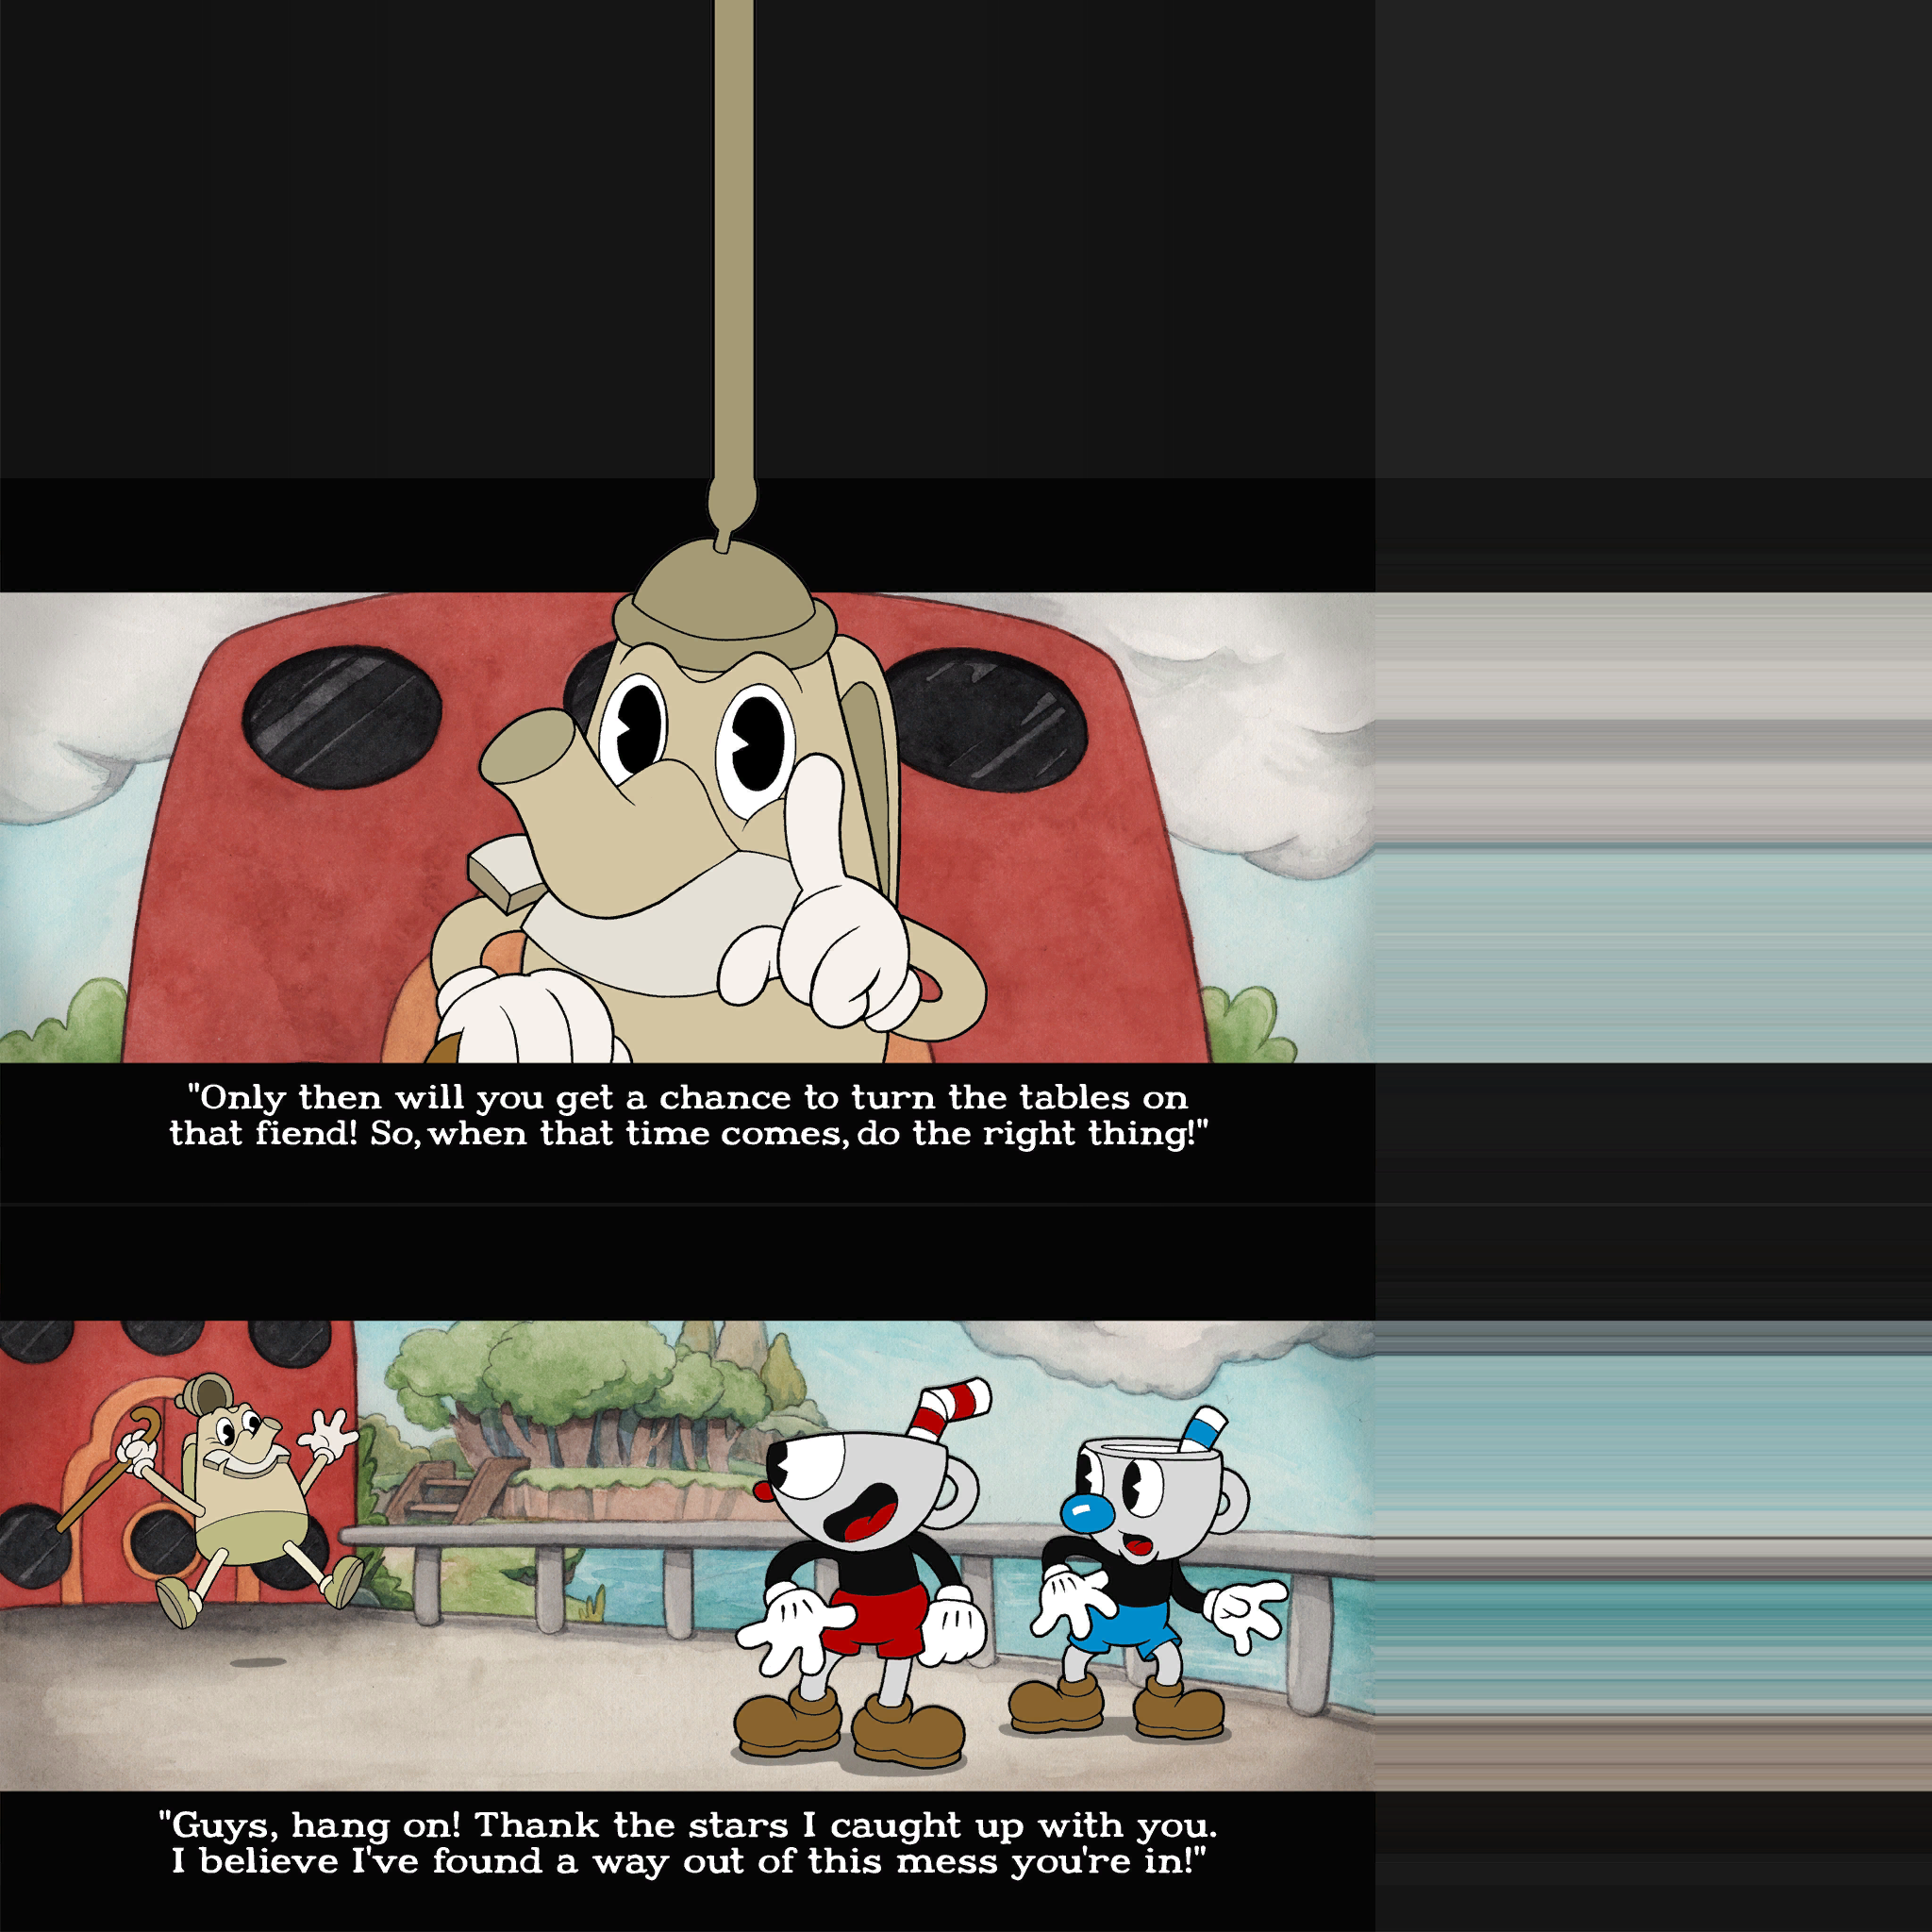 "Only then will you get a chance to turn the tables on
that fiend! So, when that time comes, do the right thing!"
"Guys, hang on! Thank the stars I caught up with you.
I believe I've found a way out of this mess you're in!"